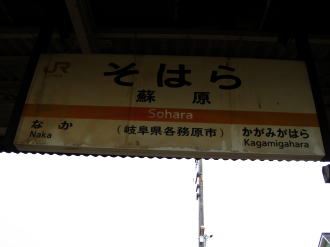 JR
そはら
蘇原
Sohara
なか
Naka
(岐阜県各務原市)
かがみがはら
Kagamigahara